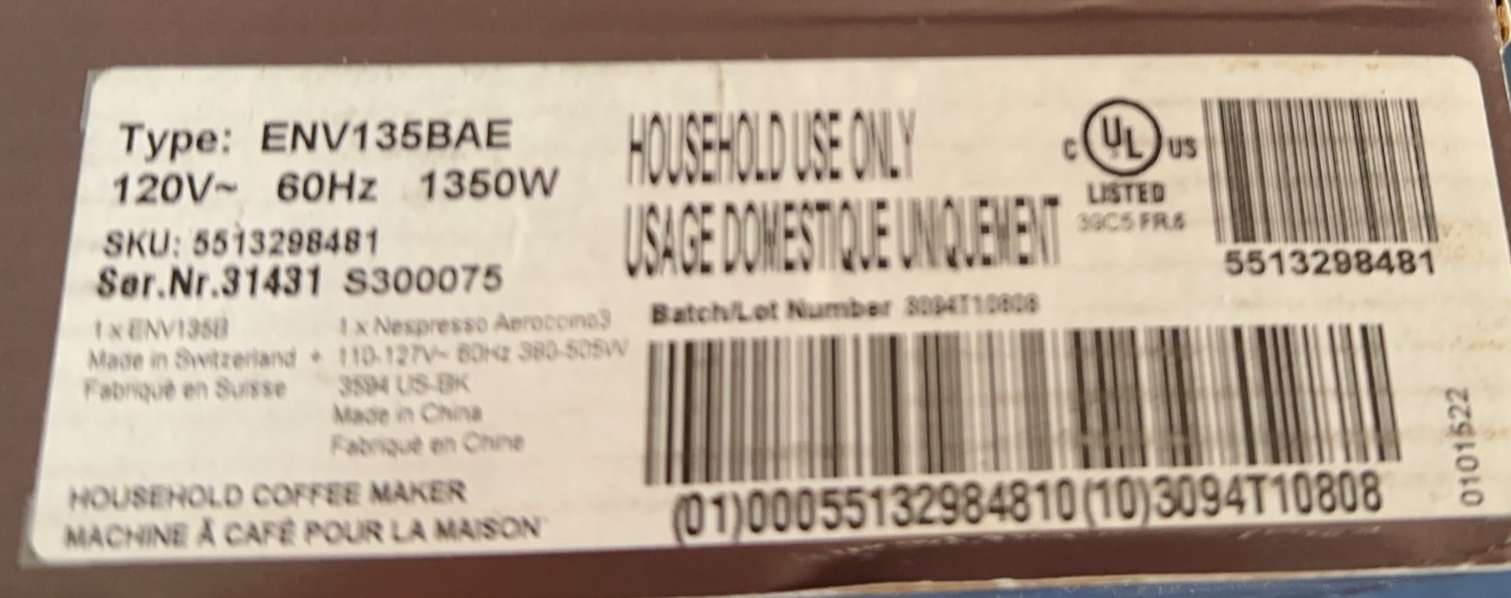 Type: ENV135BAE
120V~ 60Hz 1350W
SKU: 5513298481
Ser.Nr.31431 S300075
1 x ENV135B
Made in Switzerland +
Fabriqué en Suisse
1 x Nespresso Aeroccino3
110-127V~ 60Hz 380-505W
3594 US-BK
Made in China
Fabriqué en Chine
HOUSEHOLD COFFEE MAKER
MACHINE À CAFÉ POUR LA MAISON
HOUSEHOLD USE ONLY
USAGE DOMESTIQUE UNIQUEMENT
C UL US
LISTED
39C5 FR.6
5513298481
Batch/Lot Number 3094T10808
(01)00055132984810(10)3094T10808
0101522